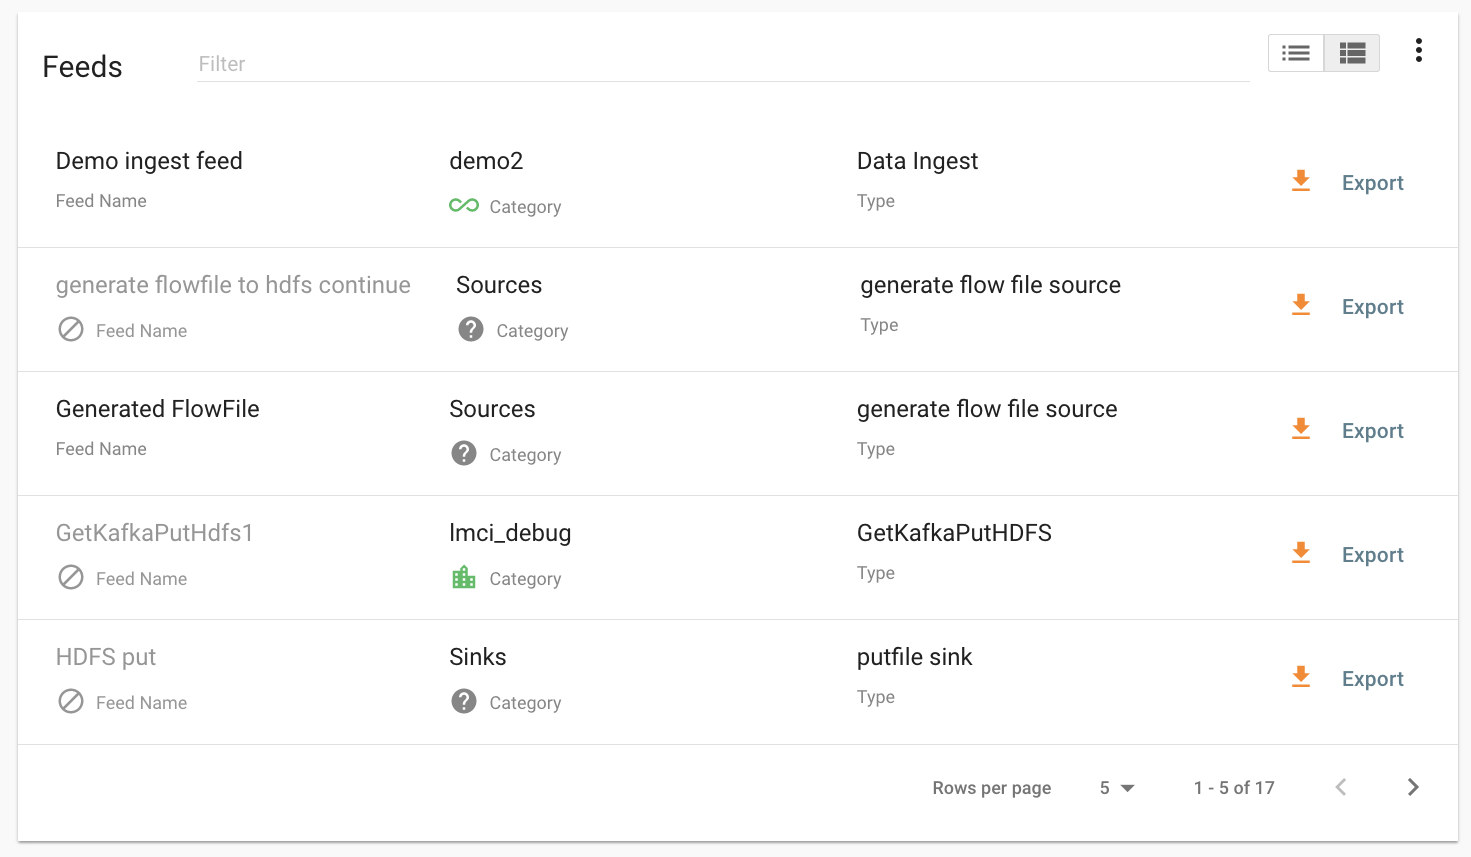 Feeds
Filter
Demo ingest feed demo2 Data Ingest
Export
Feed Name Category Type
generate flowfile to hdfs continue Sources generate flow file source
Export
Feed Name Category Type
Generated FlowFile Sources generate flow file source
Export
Feed Name Category Type
GetKafkaPutHdfs1 lmci_debug GetKafkaPutHDFS
Export
Feed Name Category Type
HDFS put Sinks putfile sink
Export
Feed Name Category Type
Rows per page 5 1 - 5 of 17